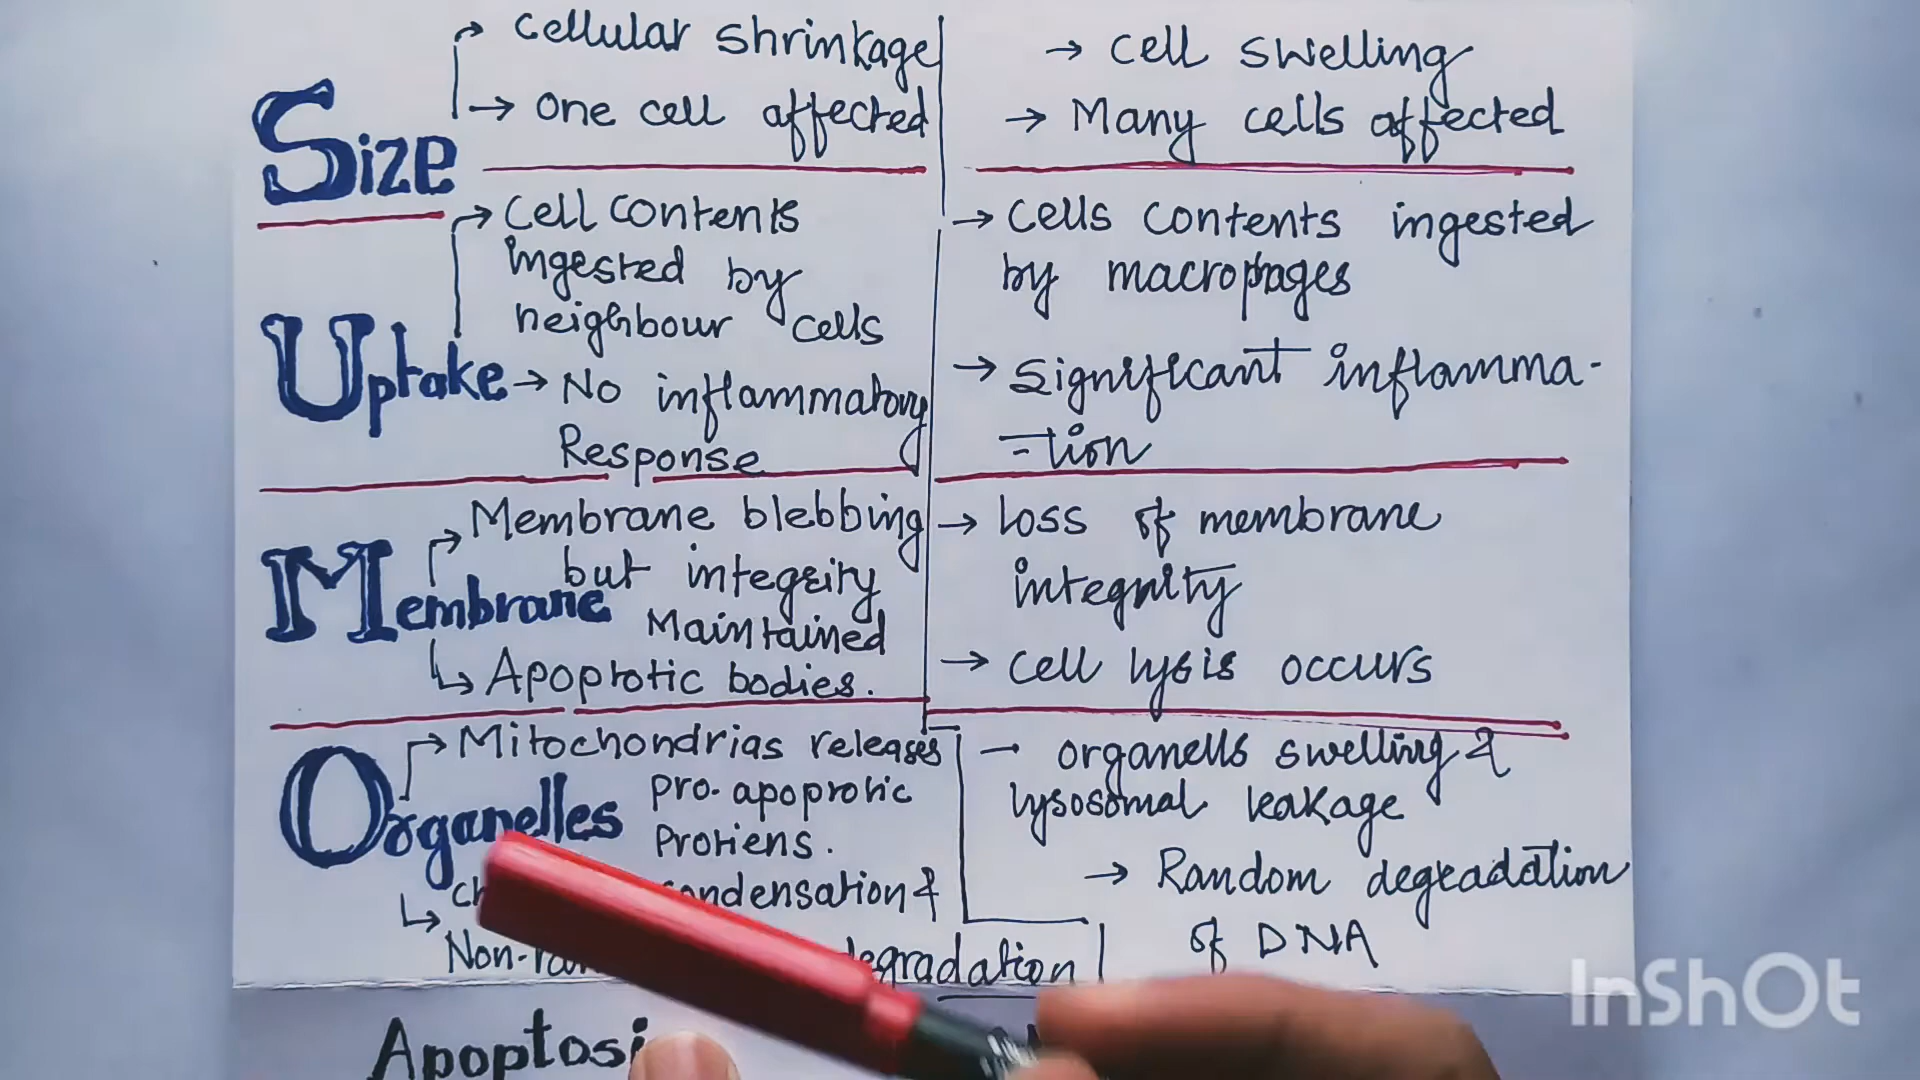 Cellular shrinkage
One cell affected
Size
Cell contents
ingested by
neighbour cells
Uptake
No inflammatory
Response
Membrane blebbing
but integrity
Membrane
Maintained
Apoptotic bodies.
Mitochondrias releases
Organelles
pro-apoptotic
Protiens.
condensation &
degradation
Cell swelling
Many cells affected
Cells contents ingested
by macrophages
Significant inflamma-
-tion
loss of membrane
integrity
Cell lysis occurs
organells swelling &
lysosomal leakage
Random degradation
of DNA
InShOt